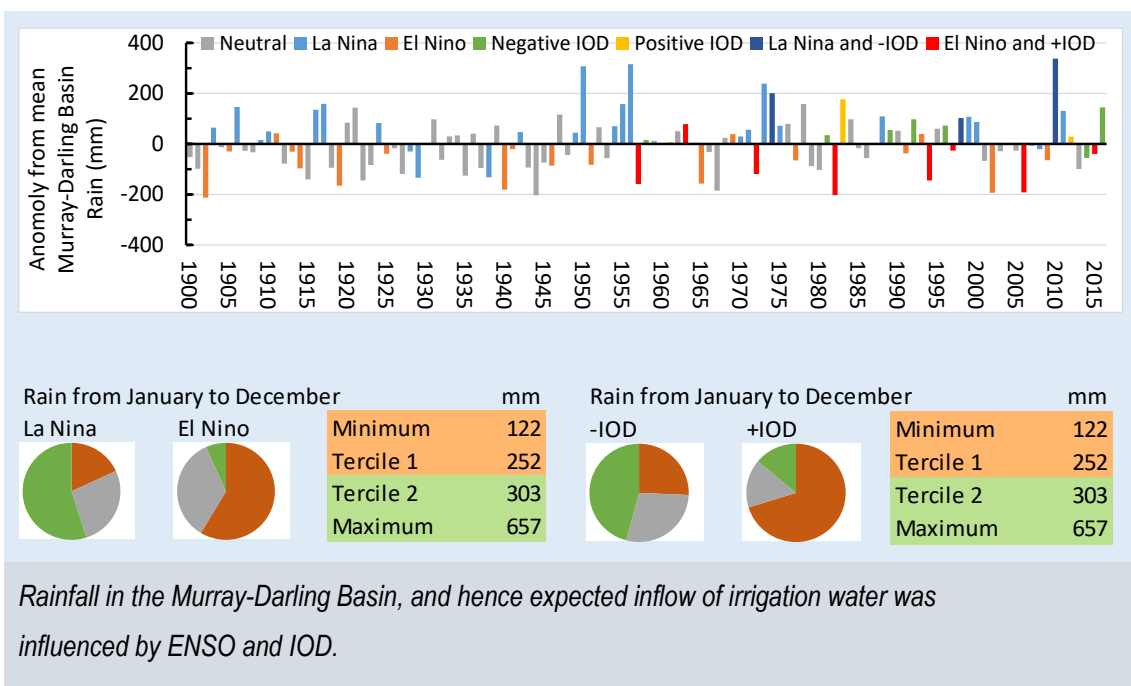 400
200
0
-200
-400
Anomoly from mean
Murray-Darling Basin
Rain (mm)
Neutral La Nina El Nino Negative IOD Positive IOD La Nina and -IOD El Nino and +IOD
1900 1905 1910 1915 1920 1925 1930 1935 1940 1945 1950 1955 1960 1965 1970 1975 1980 1985 1990 1995 2000 2005 2010 2015
Rain from January to December mm
La Nina El Nino
Minimum 122
Tercile 1 252
Tercile 2 303
Maximum 657
Rain from January to December mm
-IOD +IOD
Minimum 122
Tercile 1 252
Tercile 2 303
Maximum 657
Rainfall in the Murray-Darling Basin, and hence expected inflow of irrigation water was
influenced by ENSO and IOD.